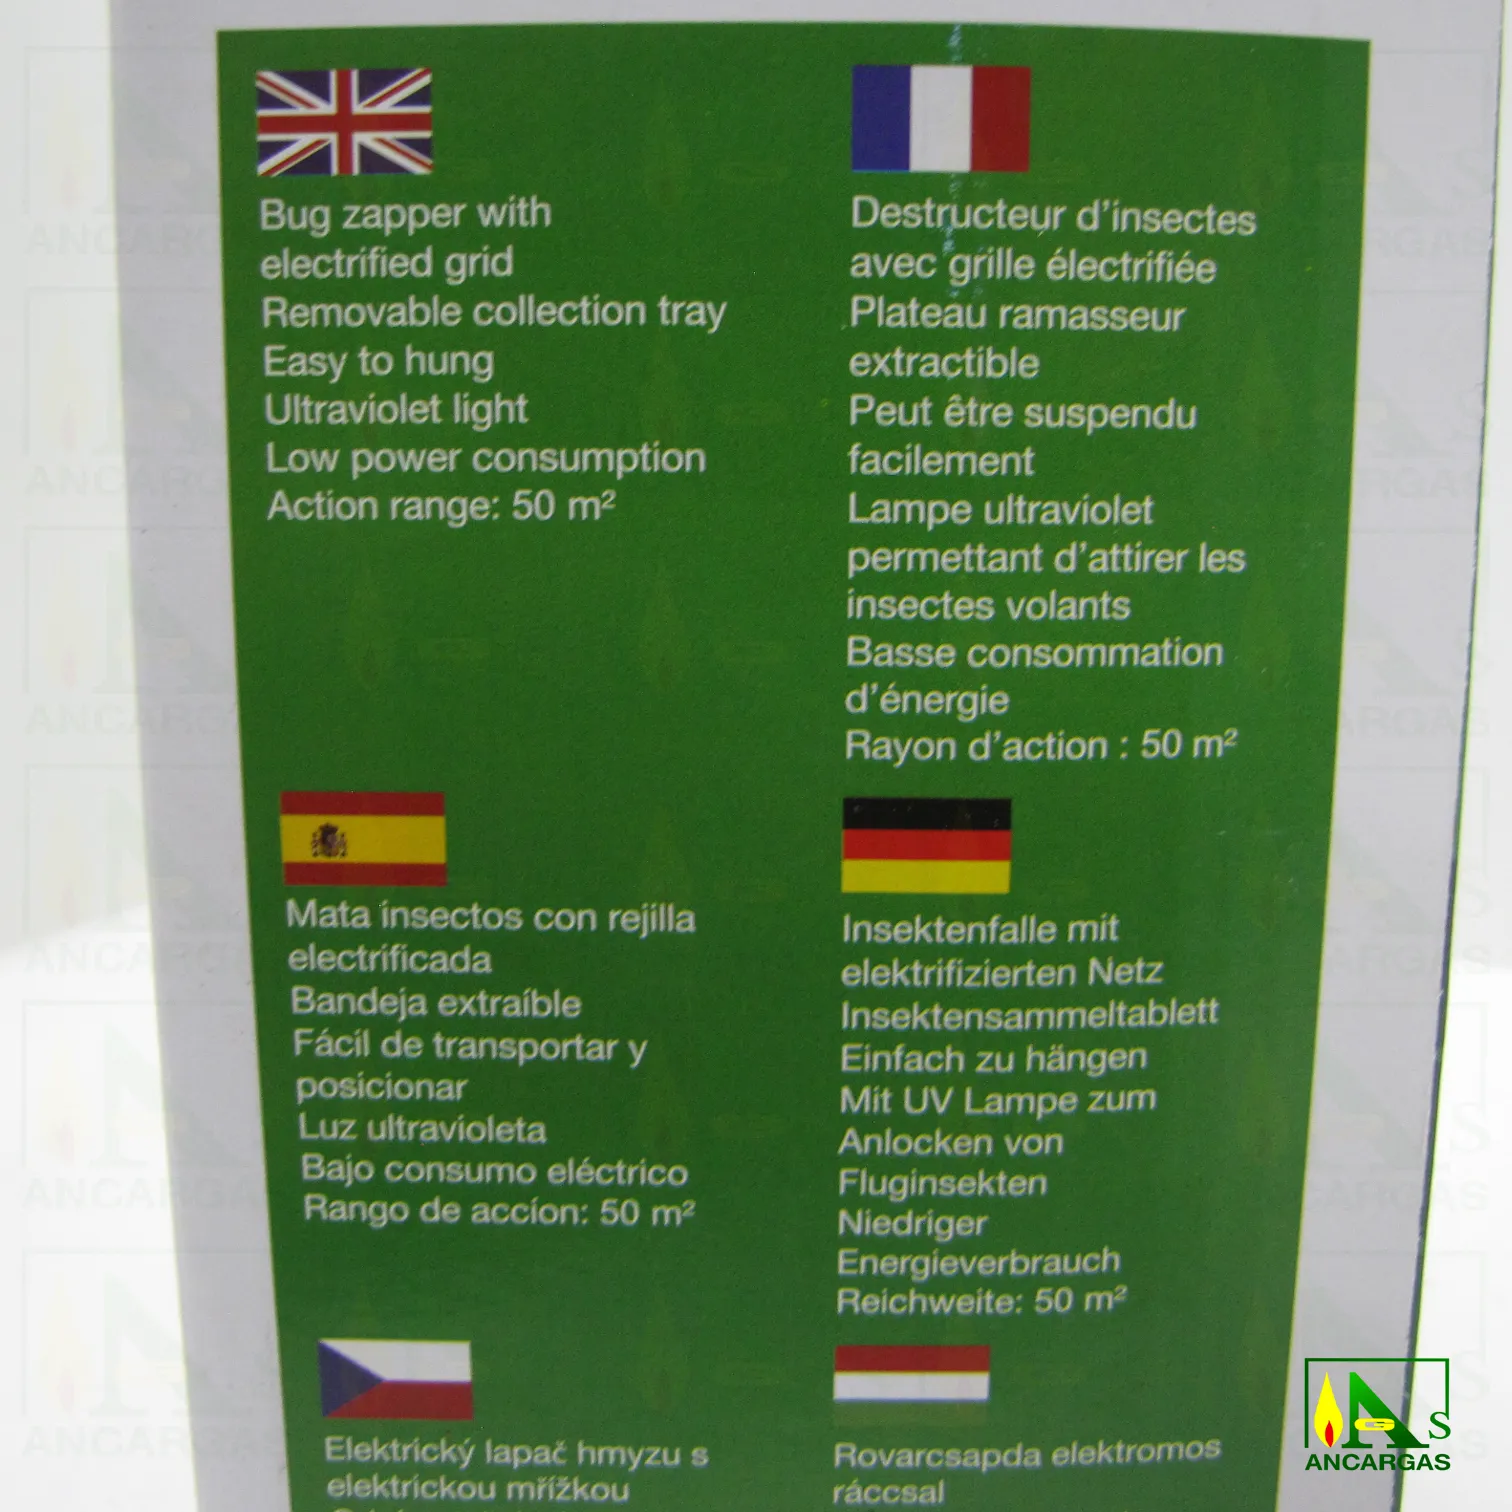 Bug zapper with
electrified grid
Removable collection tray
Easy to hung
Ultraviolet light
Low power consumption
Action range: 50 m²
Destructeur d'insectes
avec grille électrifiée
Plateau ramasseur
extractible
Peut être suspendu
facilement
Lampe ultraviolet
permettant d'attirer les
insectes volants
Basse consommation
d'énergie
Rayon d'action : 50 m²
Mata insectos con rejilla
electrificada
Bandeja extraíble
Fácil de transportar y
posicionar
Luz ultravioleta
Bajo consumo eléctrico
Rango de accíon: 50 m²
Insektenfalle mit
elektrifizierten Netz
Insektensammeltablett
Einfach zu hängen
Mit UV Lampe zum
Anlocken von
Fluginsekten
Niedriger
Energieverbrauch
Reichweite: 50 m²
Elektrický lapač hmyzu s
elektrickou mřížkou
Rovarcsapda elektromos
ráccsal
AGs
ANCARGAS